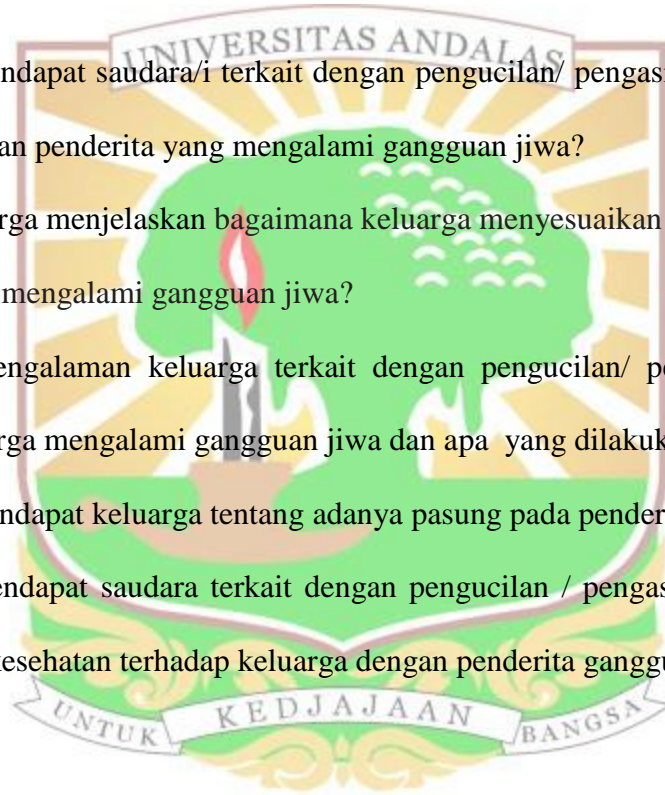 UNIVERSITAS ANDALAS
ndapat saudara/i terkait dengan pengucilan/ pengasi
an penderita yang mengalami gangguan jiwa?
rga menjelaskan bagaimana keluarga menyesuaikan
mengalami gangguan jiwa?
engalaman keluarga terkait dengan pengucilan/ pe
rga mengalami gangguan jiwa dan apa yang dilakuk
ndapat keluarga tentang adanya pasung pada pender
endapat saudara terkait dengan pengucilan / pengas
kesehatan terhadap keluarga dengan penderita ganggu
UNTUK KEDJAJAAN BANGSA